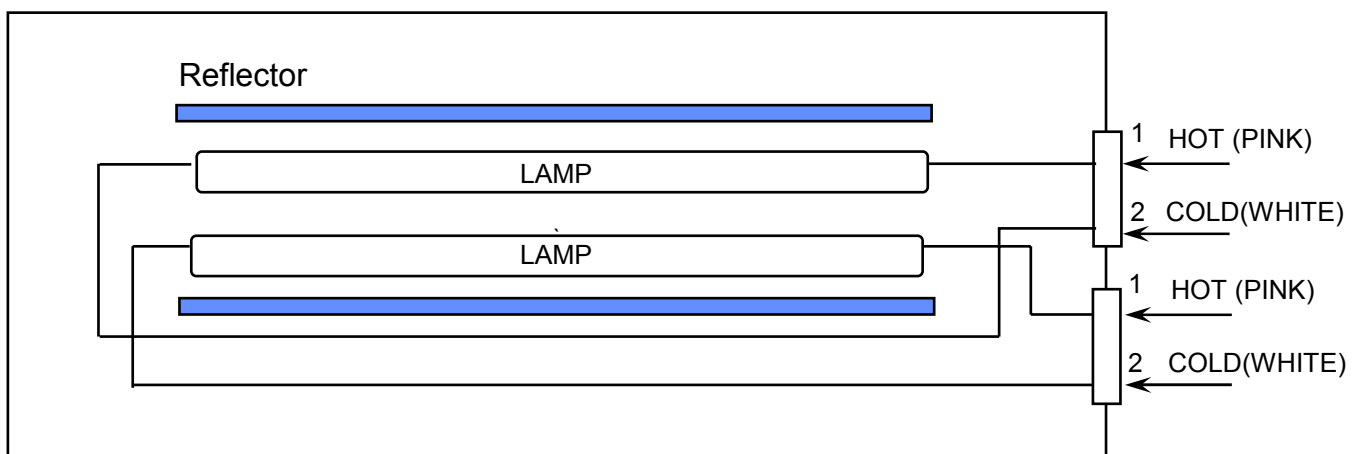 Reflector
LAMP
LAMP
1 HOT (PINK)
2 COLD(WHITE)
1 HOT (PINK)
2 COLD(WHITE)